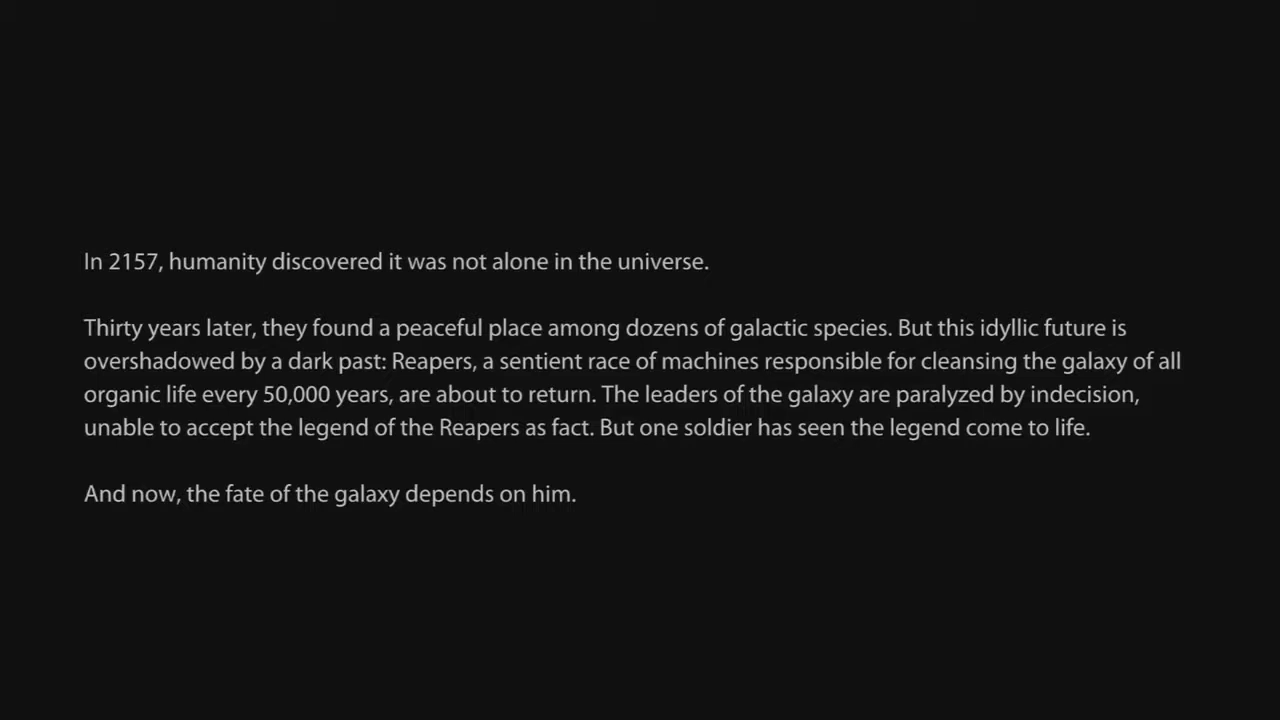 In 2157, humanity discovered it was not alone in the universe.
Thirty years later, they found a peaceful place among dozens of galactic species. But this idyllic future is
overshadowed by a dark past: Reapers, a sentient race of machines responsible for cleansing the galaxy of all
organic life every 50,000 years, are about to return. The leaders of the galaxy are paralyzed by indecision,
unable to accept the legend of the Reapers as fact. But one soldier has seen the legend come to life.
And now, the fate of the galaxy depends on him.